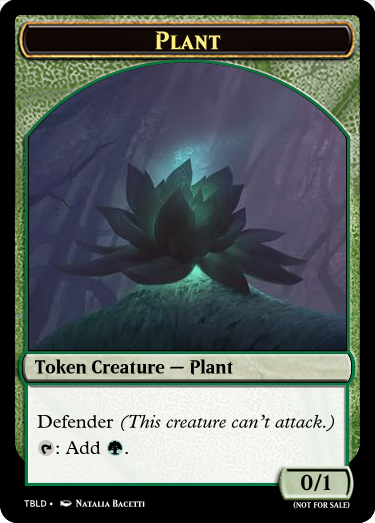 PLANT
Token Creature — Plant
Defender (This creature can't attack.)
: Add .
0/1
TBLD • NATALIA BACETTI
(NOT FOR SALE)